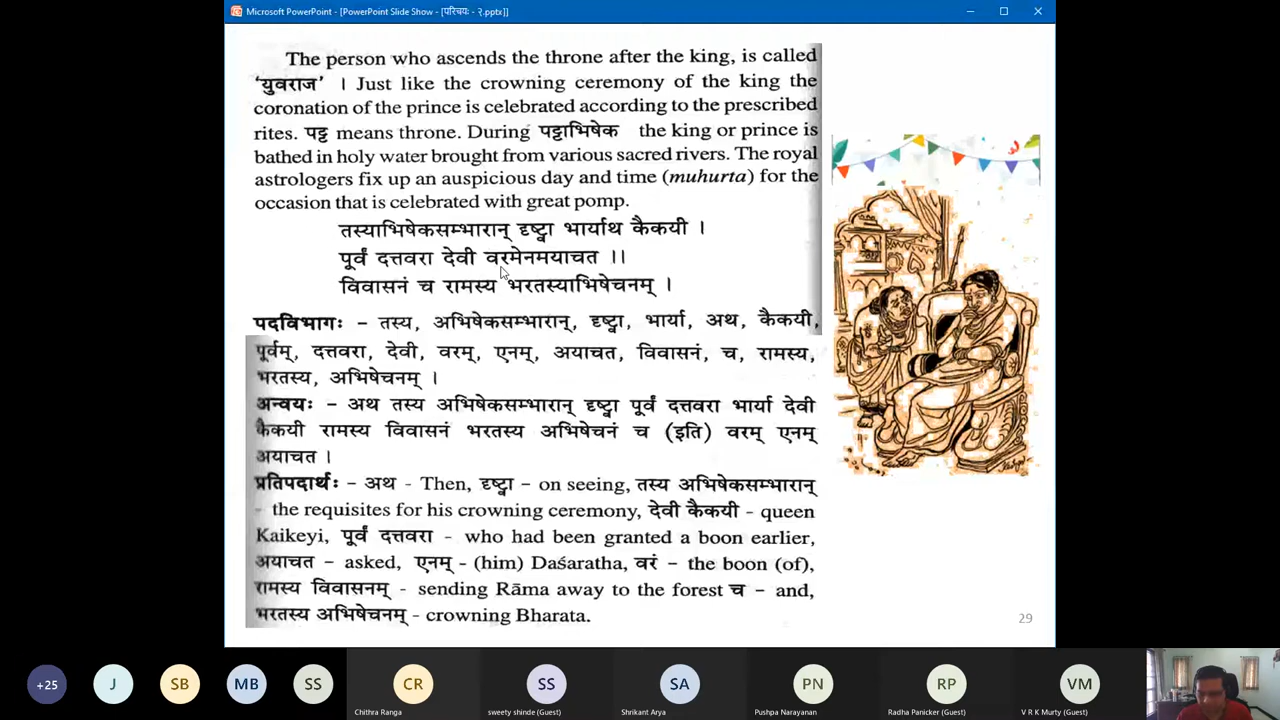 Microsoft PowerPoint - [PowerPoint Slide Show - [परिचयः - २.pptx]]
The person who ascends the throne after the king, is called
‘युवराज’ । Just like the crowning ceremony of the king the
coronation of the prince is celebrated according to the prescribed
rites. पट्ट means throne. During पट्टाभिषेक the king or prince is
bathed in holy water brought from various sacred rivers. The royal
astrologers fix up an auspicious day and time (muhurta) for the
occasion that is celebrated with great pomp.
तस्याभिषेकसम्भारान् दृष्ट्वा भार्याथ कैकयी ।
पूर्वं दत्तवरा देवी वरमेनमयाचत ।।
विवासनं च रामस्य भरतस्याभिषेचनम् ।
पदविभागः – तस्य, अभिषेकसम्भारान्, दृष्ट्वा, भार्या, अथ, कैकयी,
पूर्वम्, दत्तवरा, देवी, वरम्, एनम्, अयाचत, विवासनं, च, रामस्य,
भरतस्य, अभिषेचनम् ।
अन्वयः – अथ तस्य अभिषेकसम्भारान् दृष्ट्वा पूर्वं दत्तवरा भार्या देवी
कैकयी रामस्य विवासनं भरतस्य अभिषेचनं च (इति) वरम् एनम्
अयाचत ।
प्रतिपदार्थः – अथ - Then, दृष्ट्वा – on seeing, तस्य अभिषेकसम्भारान्
- the requisites for his crowning ceremony, देवी कैकयी - queen
Kaikeyi, पूर्वं दत्तवरा - who had been granted a boon earlier,
अयाचत – asked, एनम् - (him) Daśaratha, वरं – the boon (of),
रामस्य विवासनम् - sending Rāma away to the forest च – and,
भरतस्य अभिषेचनम् - crowning Bharata.
29
+25
J
SB
MB
SS
CR
SS
SA
PN
RP
VM
Chithra Ranga
sweety shinde (Guest)
Shrikant Arya
Pushpa Narayanan
Radha Panicker (Guest)
V R K Murty (Guest)